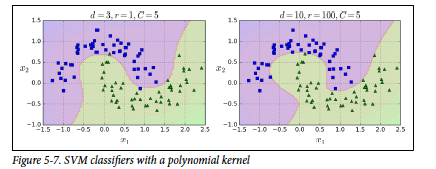 d = 3, r = 1, C = 5
d = 10, r = 100, C = 5
1.5
1.0
0.5
0.0
−0.5
−1.0
x₂
−1.5 −1.0 −0.5 0.0 0.5 1.0 1.5 2.0 2.5
x₁
1.5
1.0
0.5
0.0
−0.5
−1.0
x₂
−1.5 −1.0 −0.5 0.0 0.5 1.0 1.5 2.0 2.5
x₁
Figure 5-7. SVM classifiers with a polynomial kernel